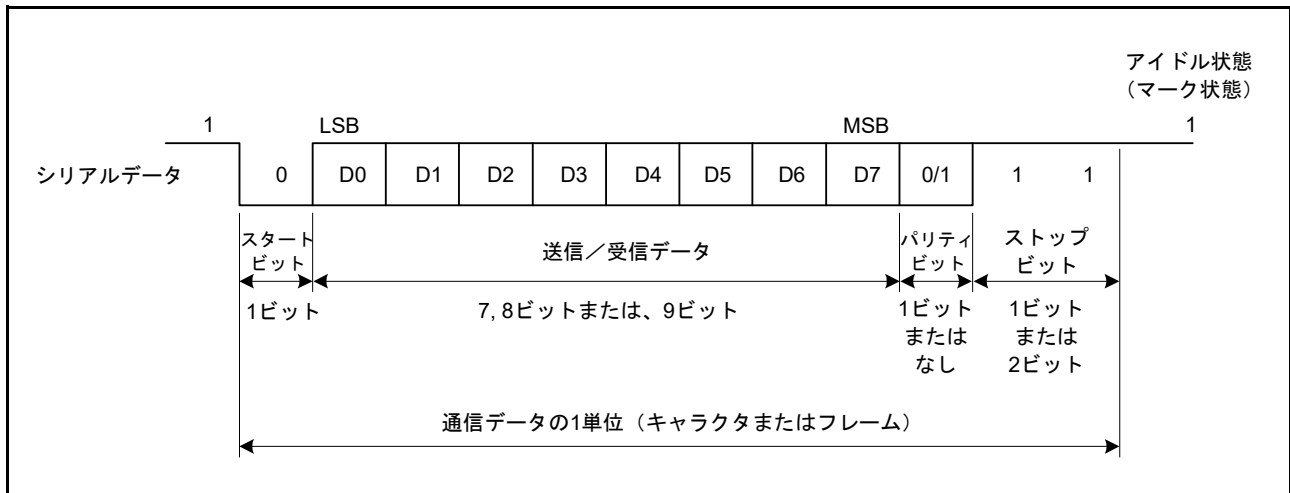 アイドル状態
(マーク状態)
1 LSB MSB 1
シリアルデータ 0 D0 D1 D2 D3 D4 D5 D6 D7 0/1 1 1
スタート
ビット
送信/受信データ
パリティ
ビット
ストップ
ビット
1ビット
7, 8ビットまたは、9ビット
1ビット
または
なし
1ビット
または
2ビット
通信データの1単位(キャラクタまたはフレーム)